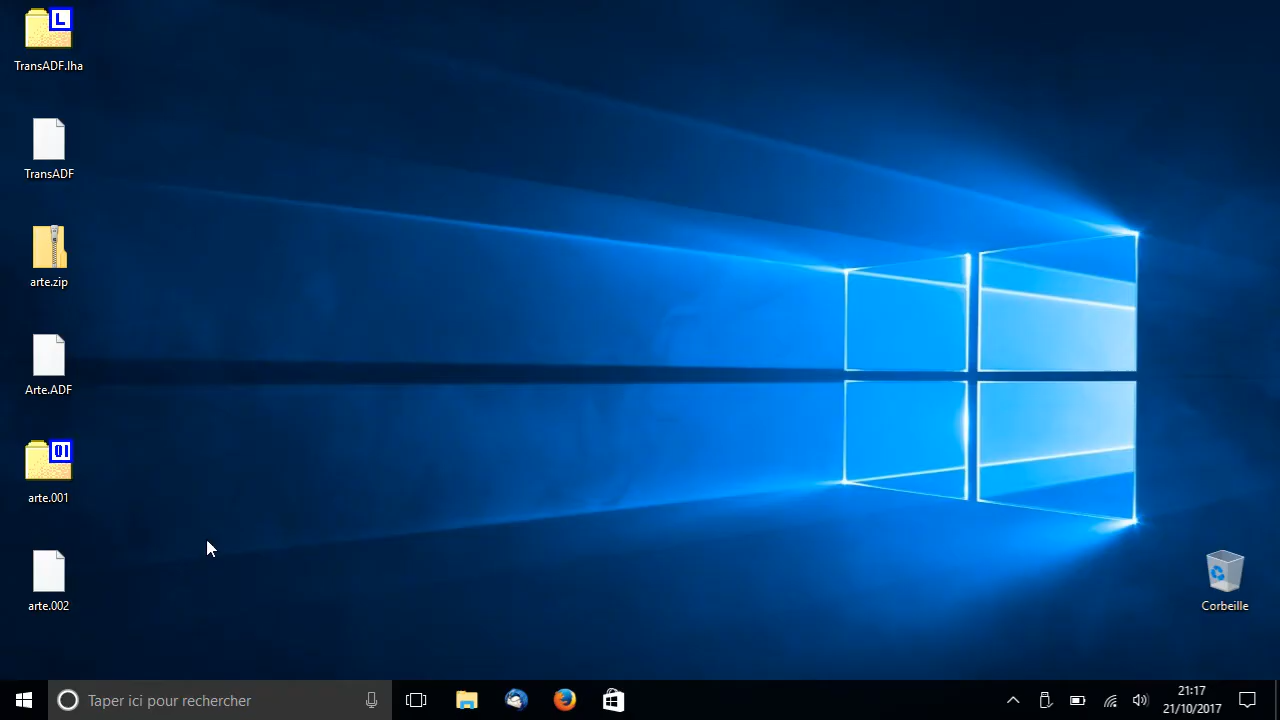 L
TransADF.lha
TransADF
arte.zip
Arte.ADF
01
arte.001
arte.002
Corbeille
Taper ici pour rechercher
21:17
21/10/2017